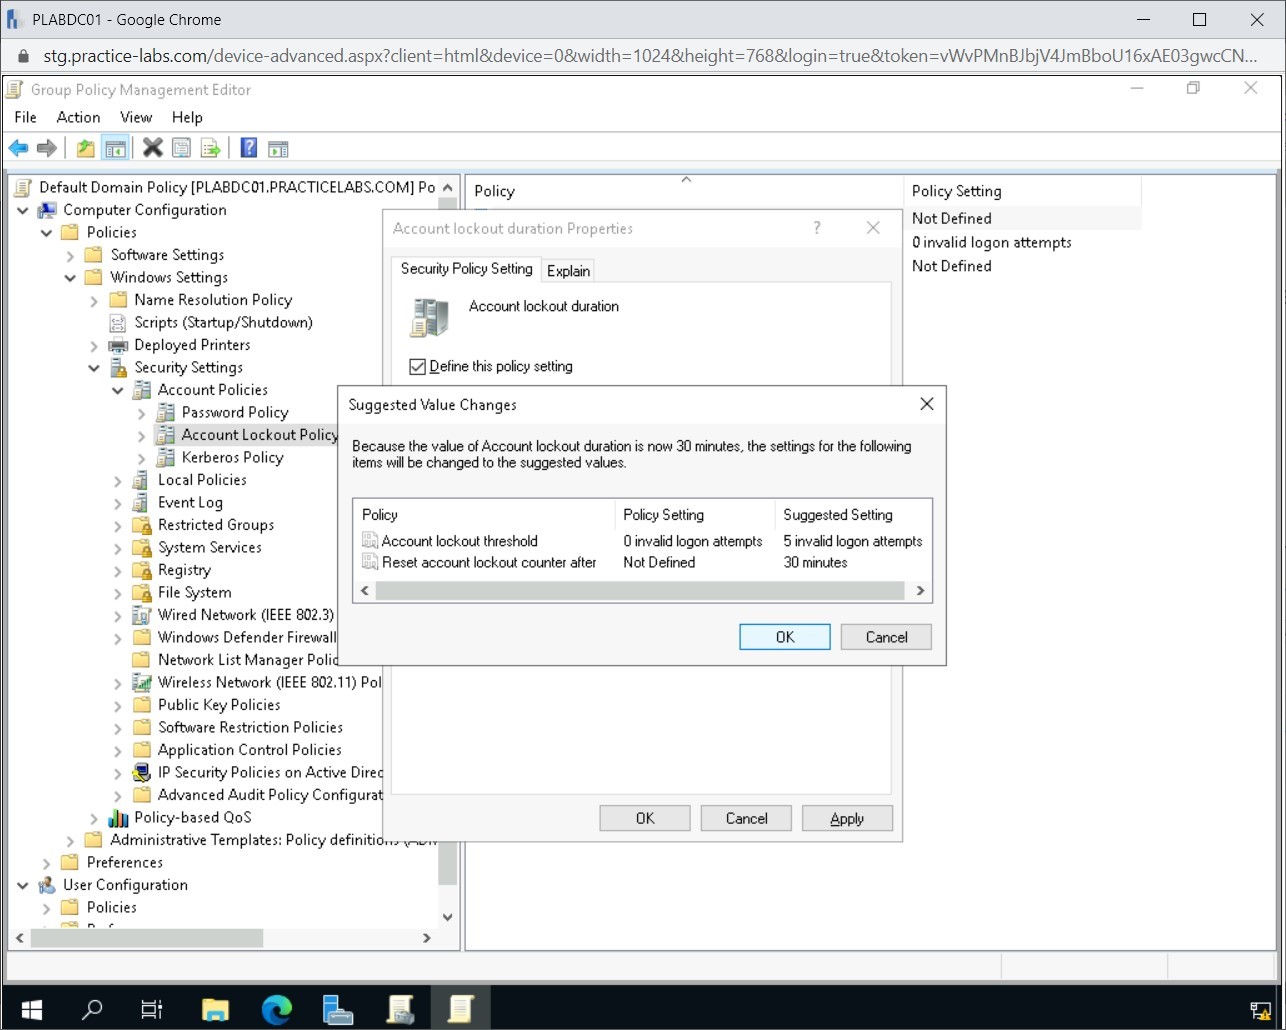 PLABDC01 - Google Chrome
stg.practice-labs.com/device-advanced.aspx?client=html&device=0&width=1024&height=768&login=true&token=vWvPMnBJbjV4JmBboU16xAE03gwcCN...
Group Policy Management Editor
File Action View Help
Default Domain Policy [PLABDC01.PRACTICELABS.COM] Po
Computer Configuration
Policies
Software Settings
Windows Settings
Name Resolution Policy
Scripts (Startup/Shutdown)
Deployed Printers
Security Settings
Account Policies
Password Policy
Account Lockout Policy
Kerberos Policy
Local Policies
Event Log
Restricted Groups
System Services
Registry
File System
Wired Network (IEEE 802.3)
Windows Defender Firewall
Network List Manager Polic
Wireless Network (IEEE 802.11) Pol
Public Key Policies
Software Restriction Policies
Application Control Policies
IP Security Policies on Active Direc
Advanced Audit Policy Configurat
Policy-based QoS
Administrative Templates: Policy definitions (ADM
Preferences
User Configuration
Policies
Policy Policy Setting
Not Defined
0 invalid logon attempts
Not Defined
Account lockout duration Properties ?
Security Policy Setting Explain
Account lockout duration
Define this policy setting
Suggested Value Changes
Because the value of Account lockout duration is now 30 minutes, the settings for the following
items will be changed to the suggested values.
Policy Policy Setting Suggested Setting
Account lockout threshold 0 invalid logon attempts 5 invalid logon attempts
Reset account lockout counter after Not Defined 30 minutes
OK Cancel
OK Cancel Apply